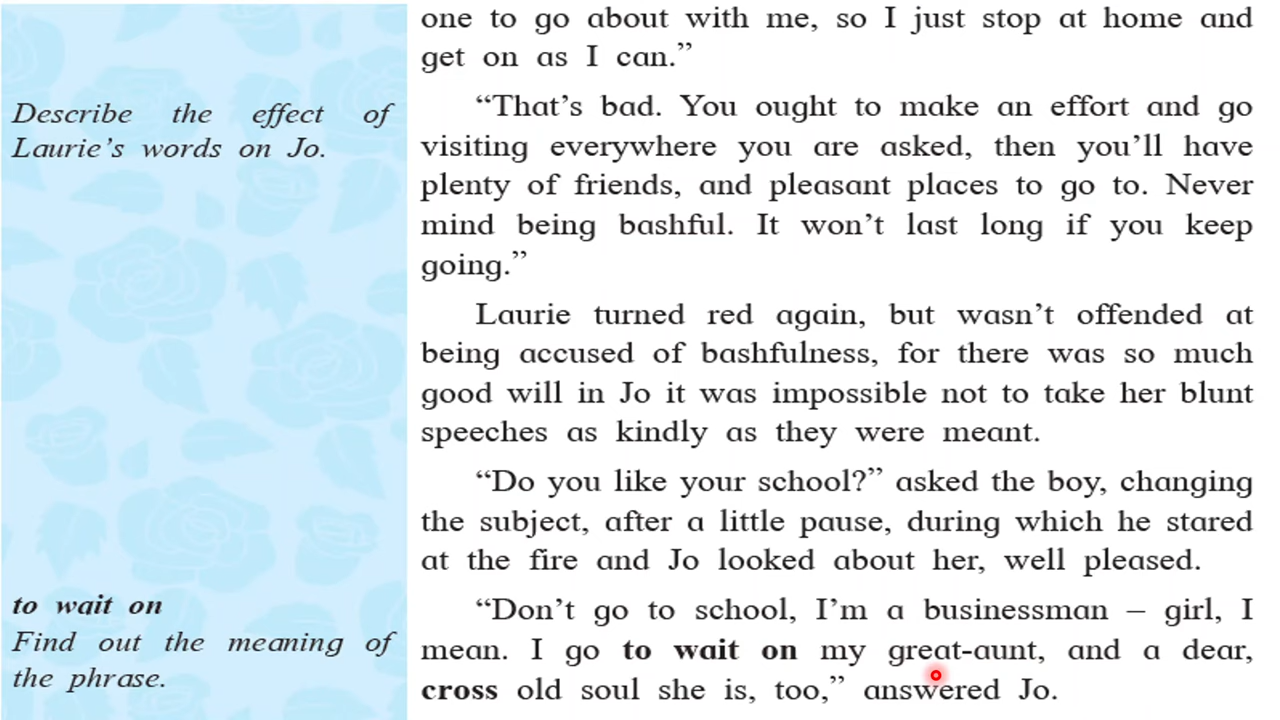 Describe the effect of
Laurie’s words on Jo.
to wait on
Find out the meaning of
the phrase.
one to go about with me, so I just stop at home and
get on as I can.”
“That’s bad. You ought to make an effort and go
visiting everywhere you are asked, then you’ll have
plenty of friends, and pleasant places to go to. Never
mind being bashful. It won’t last long if you keep
going.”
Laurie turned red again, but wasn’t offended at
being accused of bashfulness, for there was so much
good will in Jo it was impossible not to take her blunt
speeches as kindly as they were meant.
“Do you like your school?” asked the boy, changing
the subject, after a little pause, during which he stared
at the fire and Jo looked about her, well pleased.
“Don’t go to school, I’m a businessman – girl, I
mean. I go to wait on my great-aunt, and a dear,
cross old soul she is, too,” answered Jo.